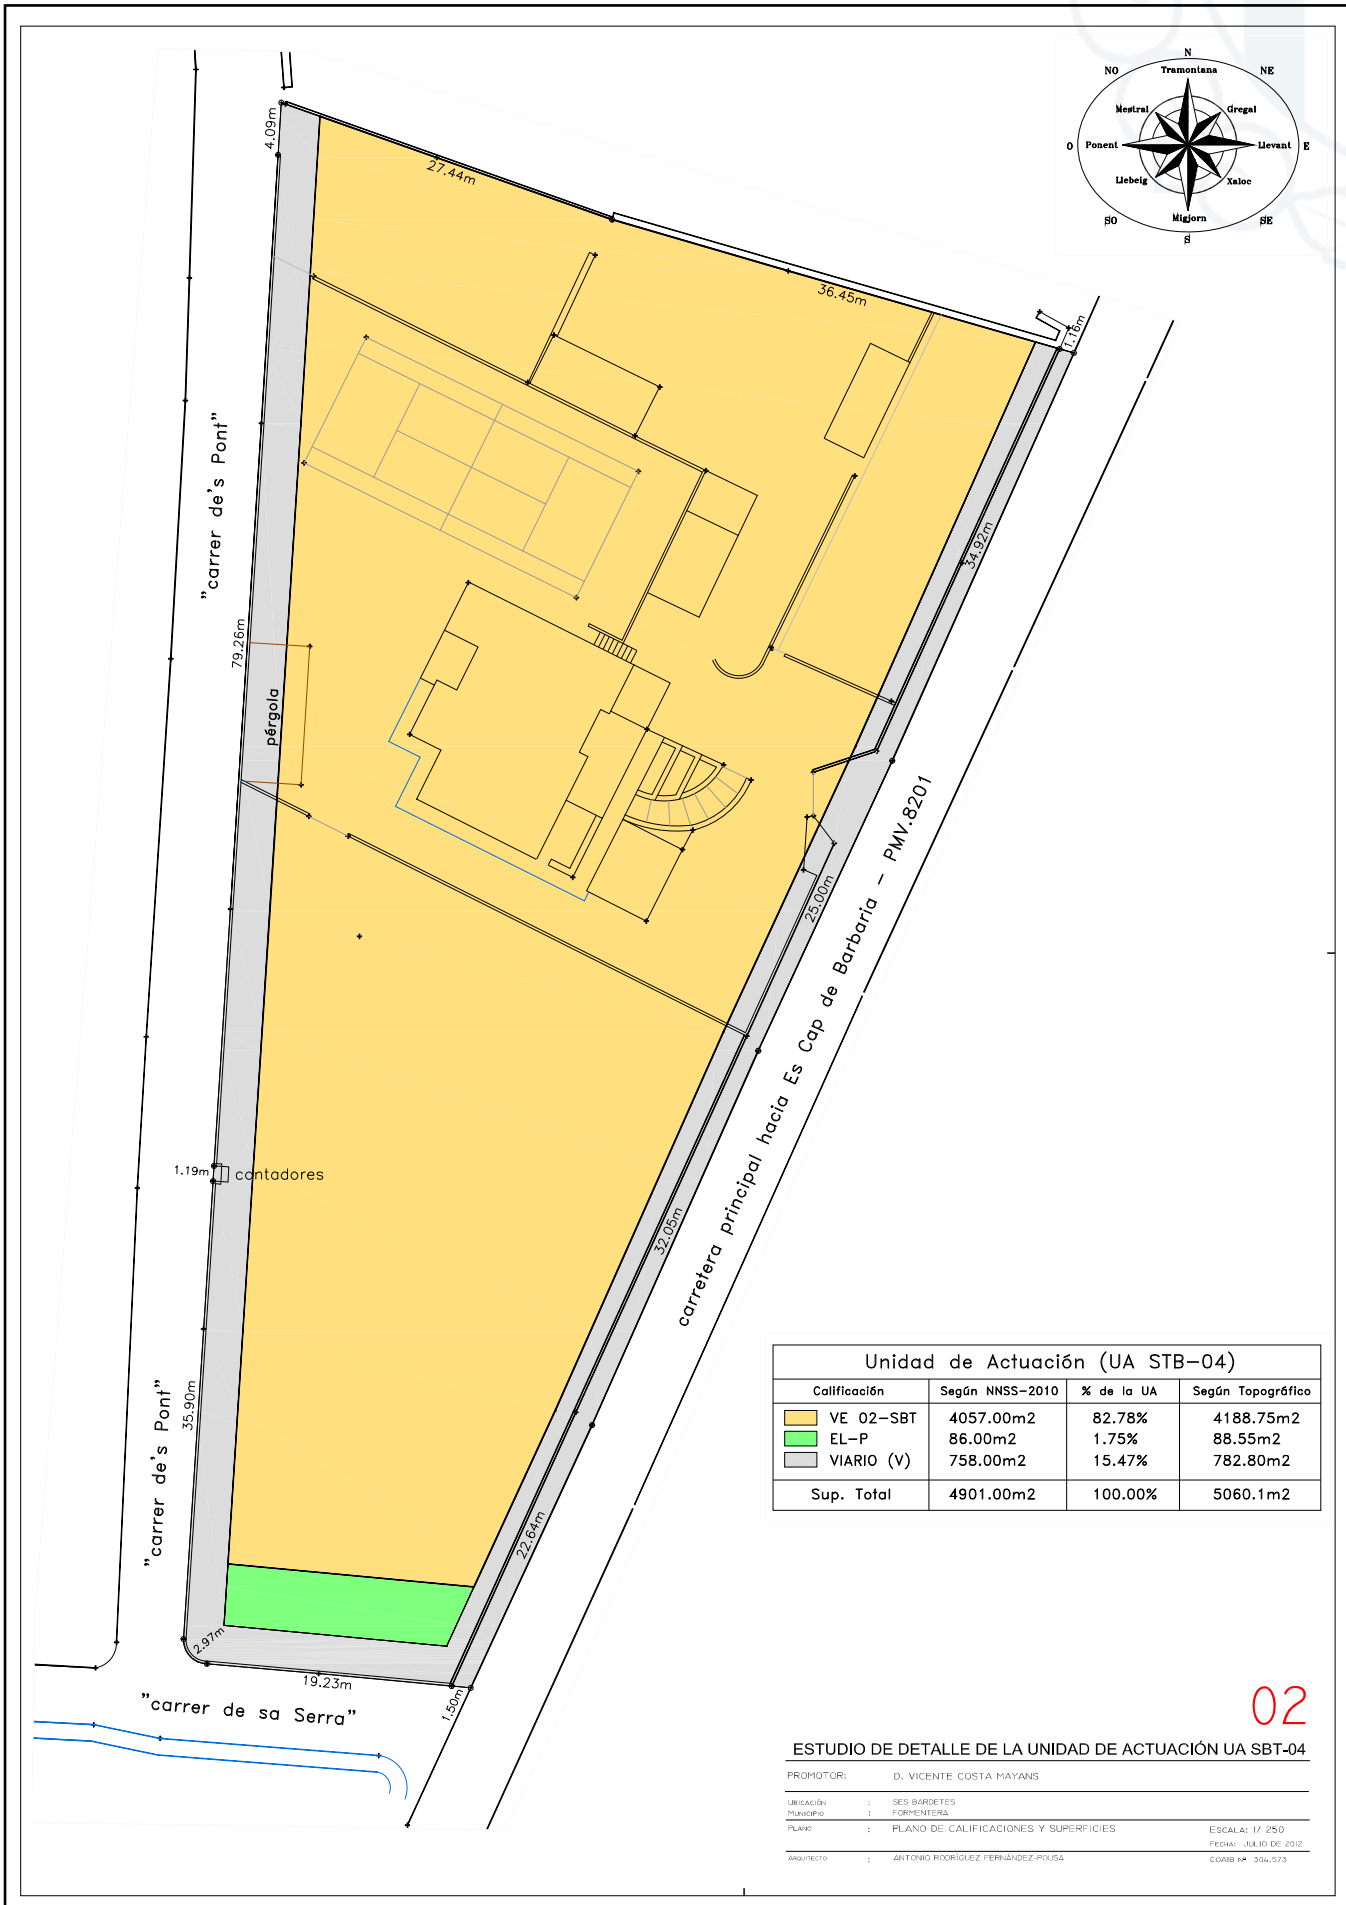 N
NO
Tramontana
NE
Mestral
Gregal
O
Ponent
Llevant
E
Llebeig
Xaloc
SO
Migjorn
SE
S
4.09m
27.44m
36.45m
1.16m
"carrer de's Pont"
34.92m
79.26m
pérgola
25.00m
carretera principal hacia Es Cap de Barbaria - PMV.8201
1.19m
contadores
32.05m
35.90m
"carrer de's Pont"
22.64m
2.97m
19.23m
1.50m
"carrer de sa Serra"
Unidad de Actuación (UA STB-04)
Calificación Según NNSS-2010 % de la UA Según Topográfico
VE 02-SBT 4057.00m2 82.78% 4188.75m2
EL-P 86.00m2 1.75% 88.55m2
VIARIO (V) 758.00m2 15.47% 782.80m2
Sup. Total 4901.00m2 100.00% 5060.1m2
02
ESTUDIO DE DETALLE DE LA UNIDAD DE ACTUACIÓN UA SBT-04
PROMOTOR: D. VICENTE COSTA MAYANS
UBICACIÓN : SES BARDETES
MUNICIPIO : FORMENTERA
PLANO : PLANO DE CALIFICACIONES Y SUPERFICIES ESCALA: 1/ 250
FECHA: JULIO DE 2012
ARQUITECTO : ANTONIO RODRÍGUEZ FERNÁNDEZ-POUSA COAIB Nº 304.573